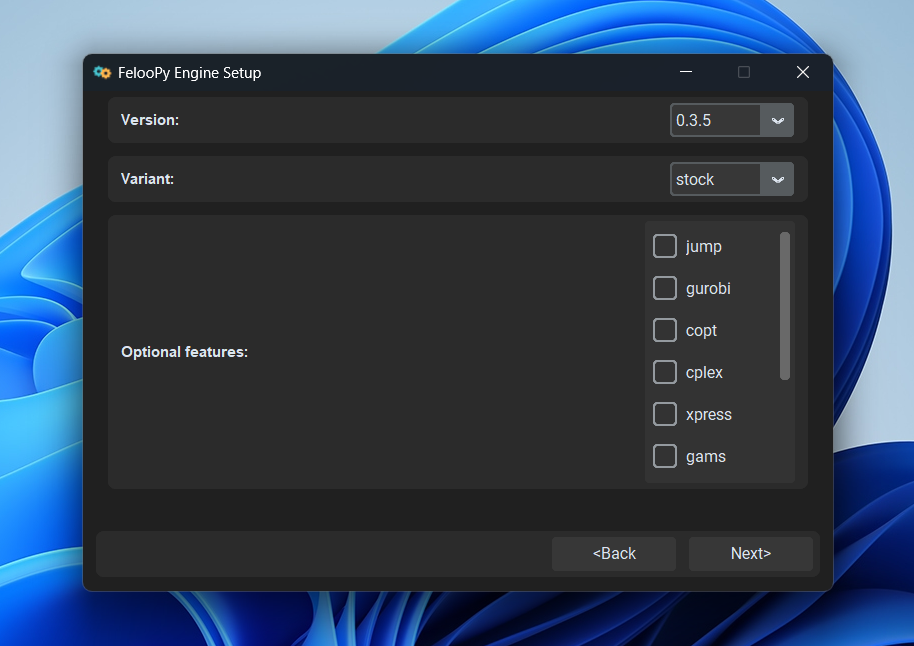 FelooPy Engine Setup
Version:
0.3.5
Variant:
stock
Optional features:
jump
gurobi
copt
cplex
xpress
gams
<Back
Next>